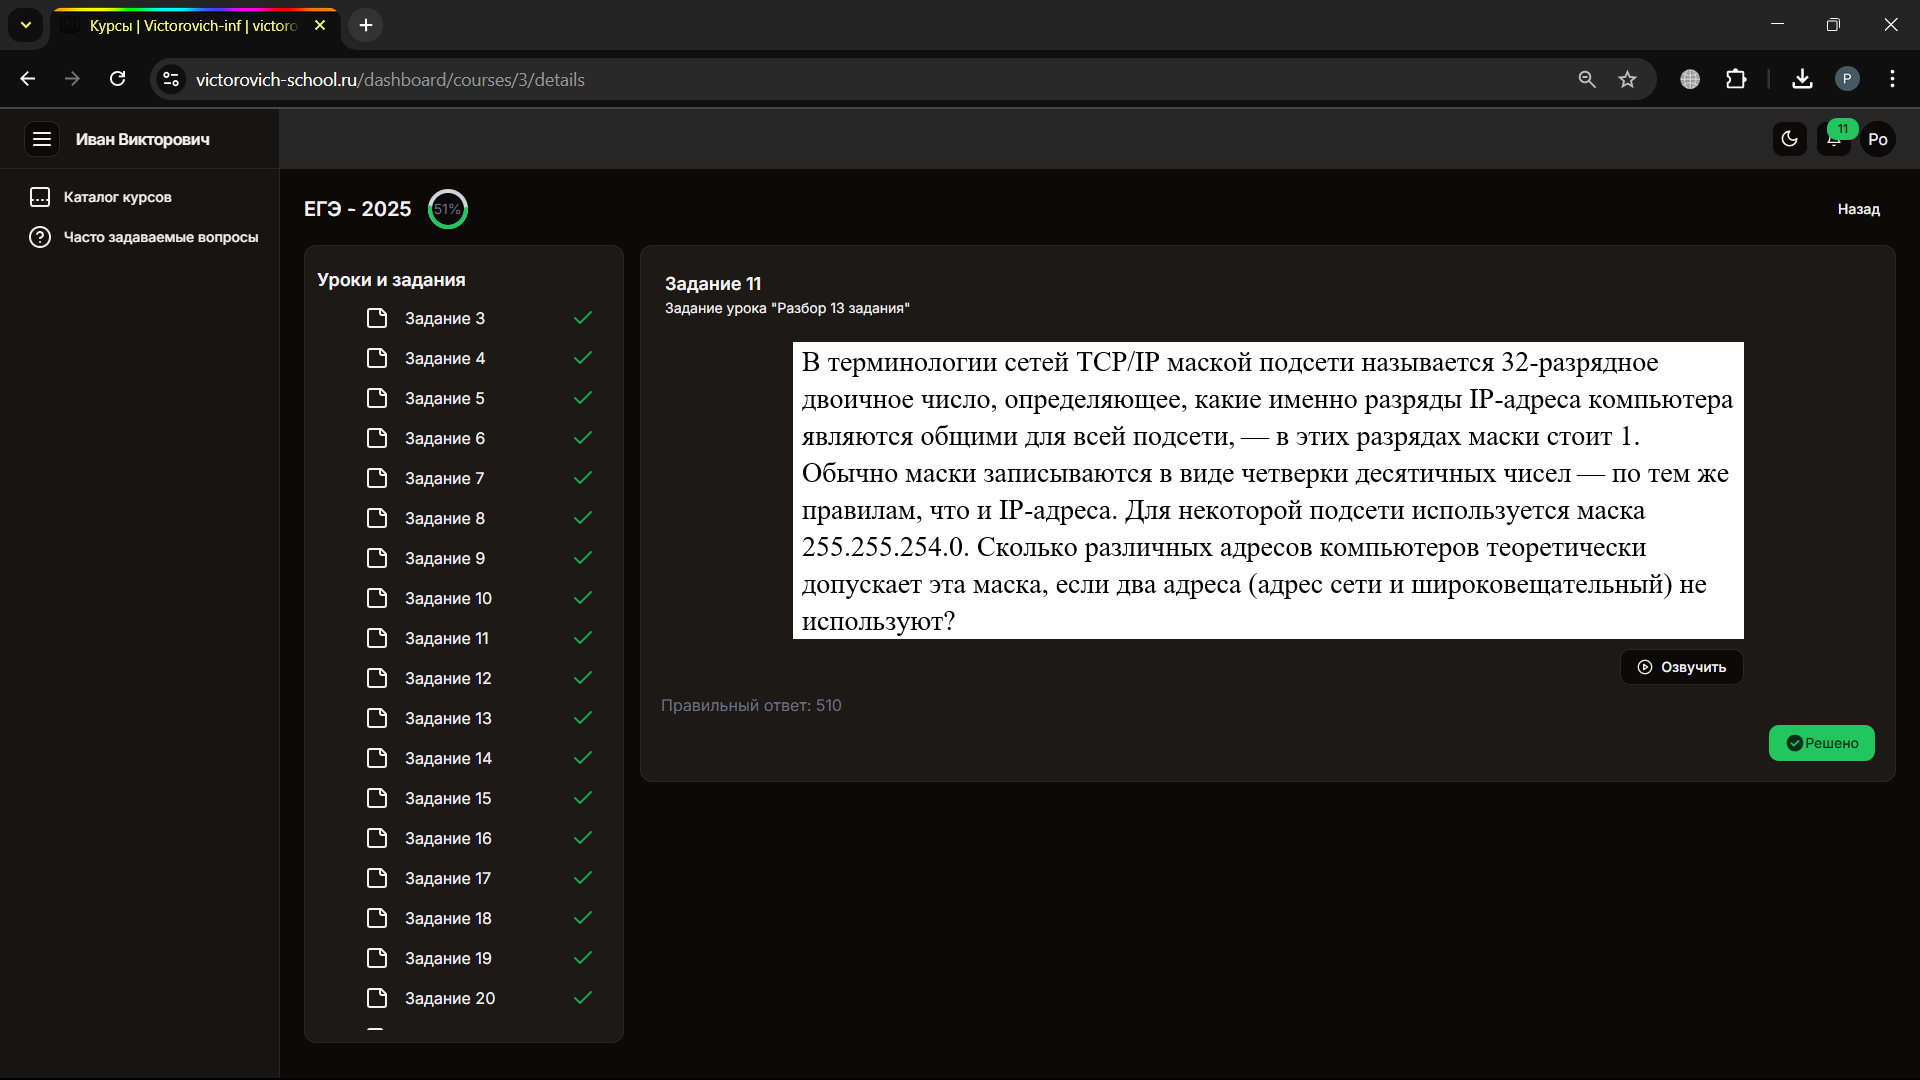 Курсы | Victorovich-inf | victoro
victorovich-school.ru/dashboard/courses/3/details
P
Иван Викторович
11
Po
Каталог курсов
Часто задаваемые вопросы
ЕГЭ - 2025
51%
Назад
Уроки и задания
Задание 3
Задание 4
Задание 5
Задание 6
Задание 7
Задание 8
Задание 9
Задание 10
Задание 11
Задание 12
Задание 13
Задание 14
Задание 15
Задание 16
Задание 17
Задание 18
Задание 19
Задание 20
Задание 11
Задание урока "Разбор 13 задания"
В терминологии сетей TCP/IP маской подсети называется 32-разрядное
двоичное число, определяющее, какие именно разряды IP-адреса компьютера
являются общими для всей подсети, — в этих разрядах маски стоит 1.
Обычно маски записываются в виде четверки десятичных чисел — по тем же
правилам, что и IP-адреса. Для некоторой подсети используется маска
255.255.254.0. Сколько различных адресов компьютеров теоретически
допускает эта маска, если два адреса (адрес сети и широковещательный) не
используют?
Озвучить
Правильный ответ: 510
Решено